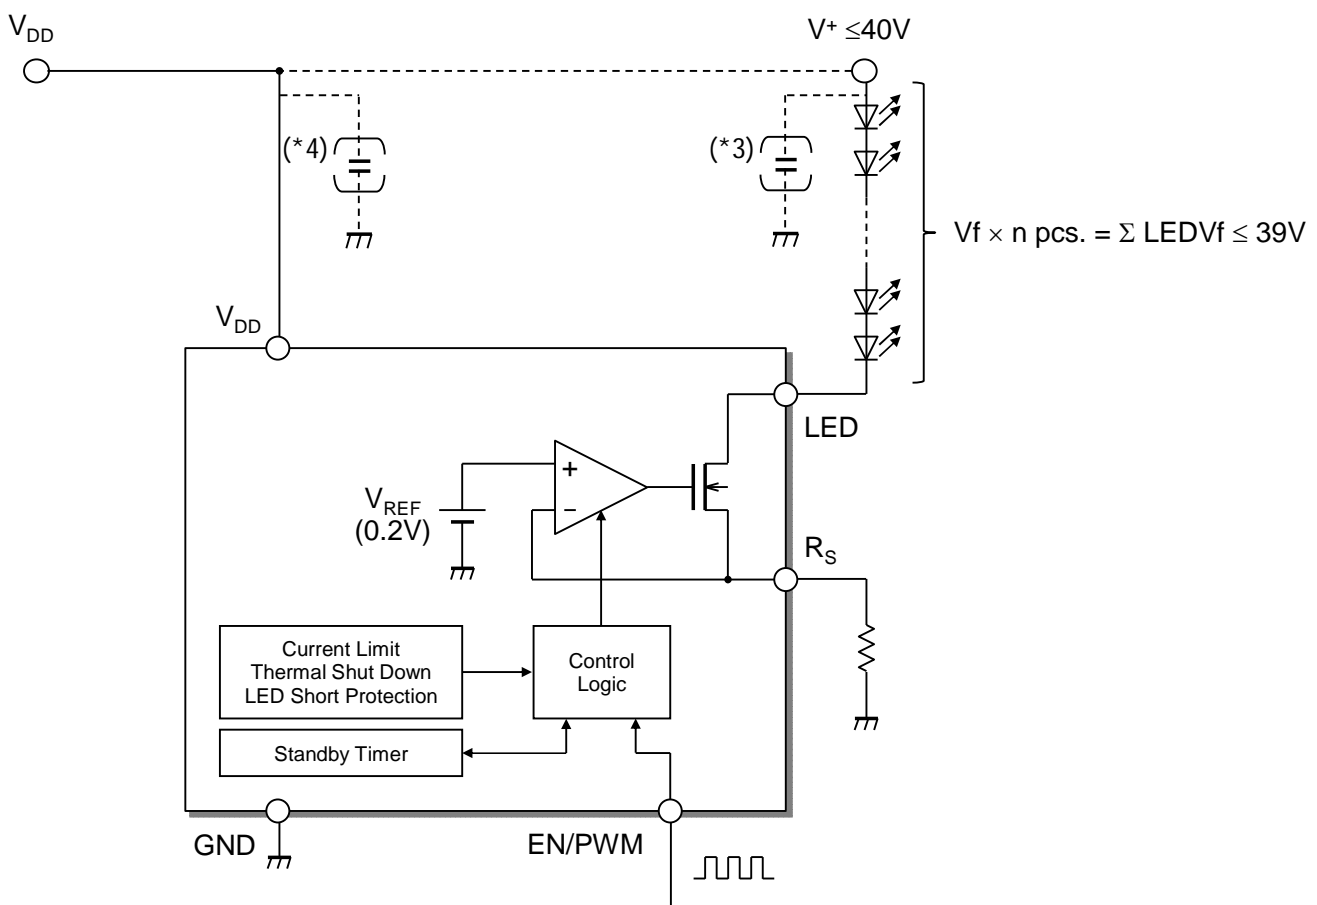 VDD
V+ ≤40V
(*4)
(*3)
Vf × n pcs. = Σ LEDVf ≤ 39V
VDD
LED
+
VREF
(0.2V)
−
RS
Current Limit
Thermal Shut Down
LED Short Protection
Control
Logic
Standby Timer
GND
EN/PWM